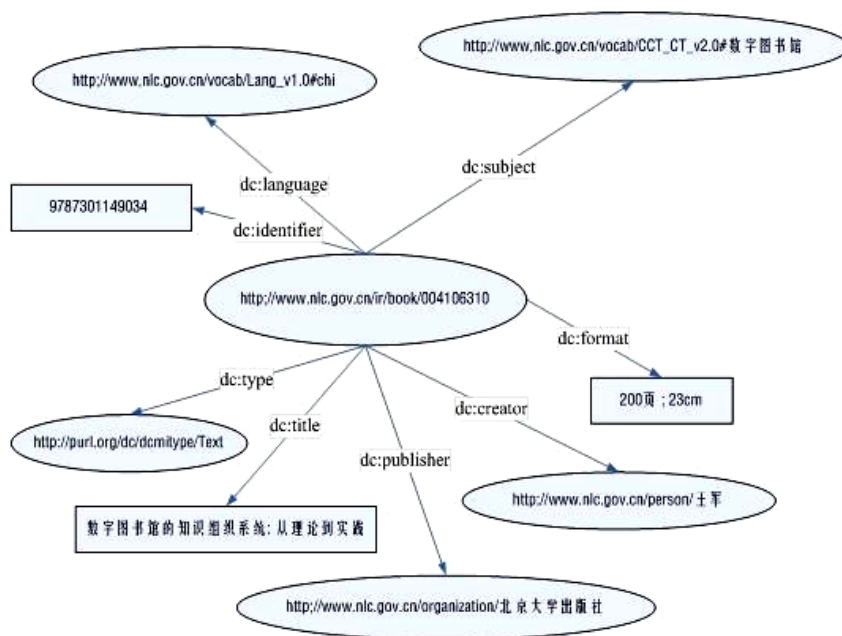 http://www.nlc.gov.cn/vocab/CCT_CT_v2.0#数字图书馆
http://www.nlc.gov.cn/vocab/Lang_v1.0#chi
dc:subject
dc:language
9787301149034
dc:identifier
http://www.nlc.gov.cn/ir/book/004106310
dc:format
dc:type
200页 ; 23cm
dc:creator
dc:title
http://purl.org/dc/dcmitype/Text
dc:publisher
http://www.nlc.gov.cn/person/王军
数字图书馆的知识组织系统: 从理论到实践
http://www.nlc.gov.cn/organization/北京大学出版社